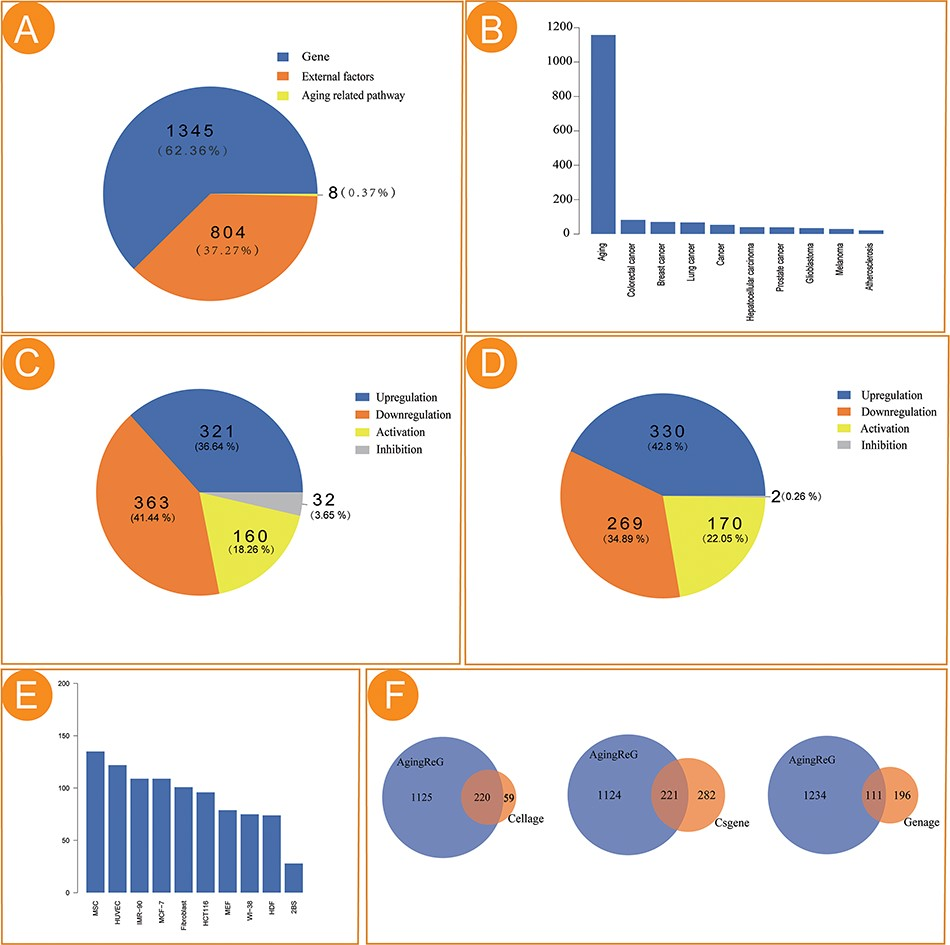 A
Gene
External factors
Aging related pathway
1345
(62.36%)
8(0.37%)
804
(37.27%)
B
1200
1000
800
600
400
200
0
Aging
Colorectal cancer
Breast cancer
Lung cancer
Cancer
Hepatocellular carcinoma
Prostate cancer
Glioblastoma
Melanoma
Atherosclerosis
C
Upregulation
Downregulation
Activation
Inhibition
321
(36.64 %)
363
(41.44 %)
32
(3.65 %)
160
(18.26 %)
D
Upregulation
Downregulation
Activation
Inhibition
330
(42.8 %)
2(0.26 %)
269
(34.89 %)
170
(22.05 %)
E
200
150
100
50
0
MSC
HUVEC
IMR-90
MCF-7
Fibroblast
HCT116
MEF
WI-38
HDF
2BS
F
AgingReG
1125
220
59
Cellage
AgingReG
1124
221
282
Csgene
AgingReG
1234
111
196
Genage